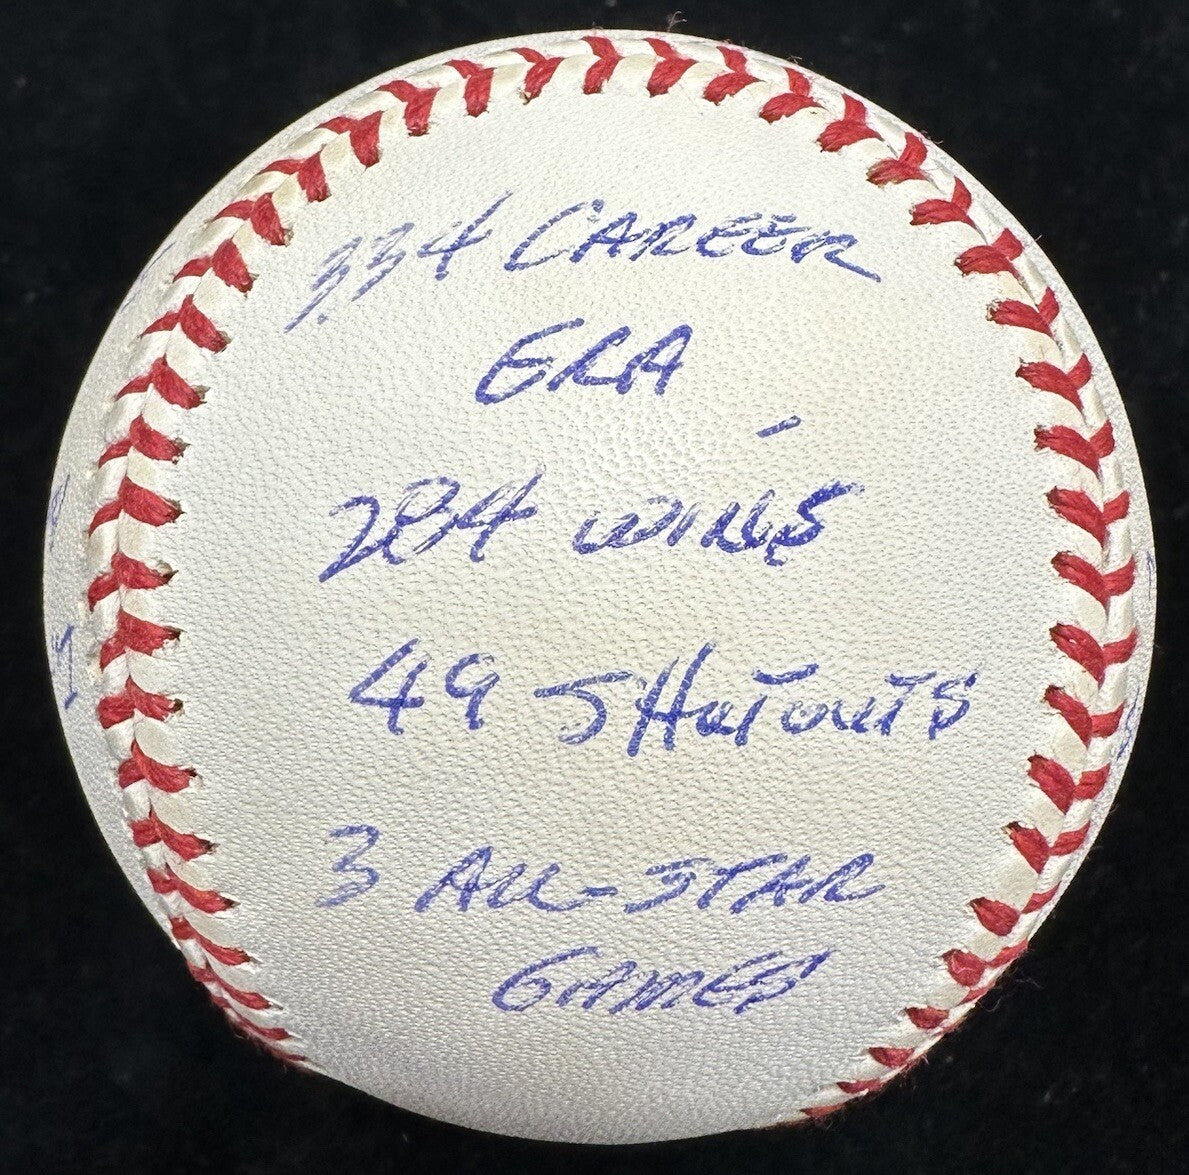 3.34 CAREER
ERA
284 WINS
49 SHUTOUTS
3 ALL-STAR
GAMES